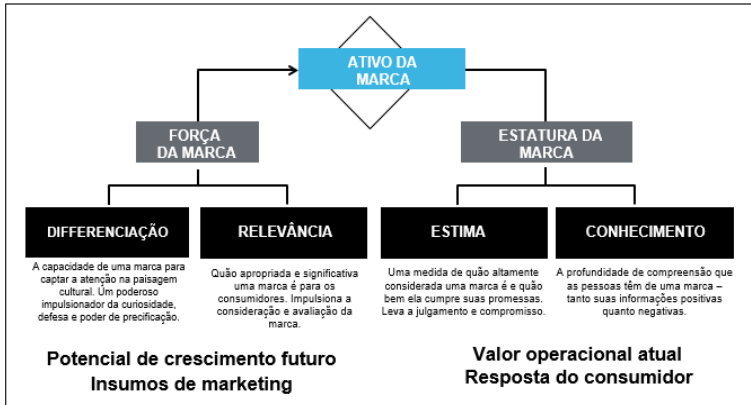 ATIVO DA
MARCA
FORÇA
DA MARCA
ESTATURA DA
MARCA
DIFFERENCIAÇÃO
RELEVÂNCIA
ESTIMA
CONHECIMENTO
A capacidade de uma marca para
captar a atenção na paisagem
cultural. Um poderoso
impulsionador da curiosidade,
defesa e poder de precificação.
Quão apropriada e significativa
uma marca é para os
consumidores. Impulsiona a
consideração e avaliação da
marca.
Uma medida de quão altamente
considerada uma marca é e quão
bem ela cumpre suas promessas.
Leva a julgamento e compromisso.
A profundidade de compreensão que
as pessoas têm de uma marca –
tanto suas informações positivas
quanto negativas.
Potencial de crescimento futuro
Insumos de marketing
Valor operacional atual
Resposta do consumidor